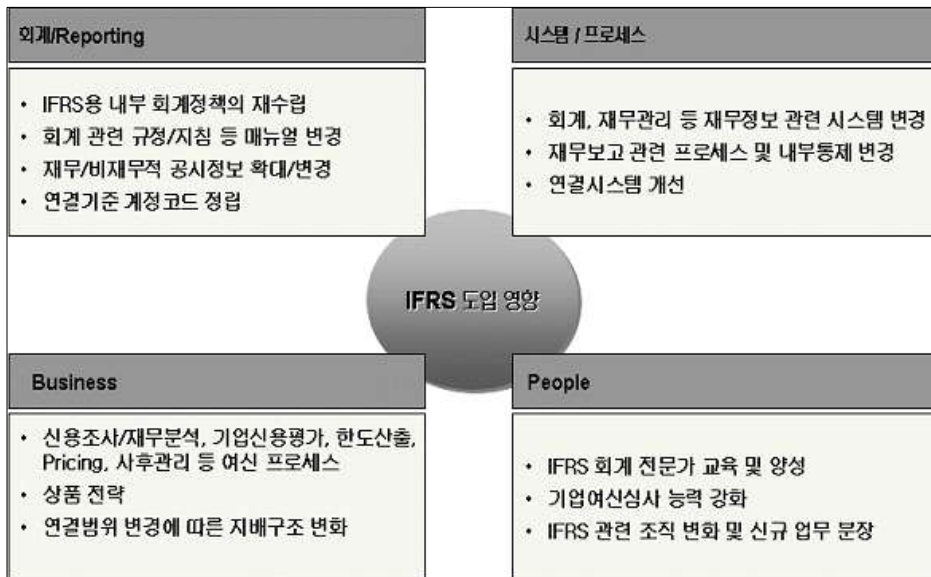 회계/Reporting
• IFRS용 내부 회계정책의 재수립
• 회계 관련 규정/지침 등 매뉴얼 변경
• 재무/비재무적 공시정보 확대/변경
• 연결기준 계정코드 정립
시스템 / 프로세스
• 회계, 재무관리 등 재무정보 관련 시스템 변경
• 재무보고 관련 프로세스 및 내부통제 변경
• 연결시스템 개선
IFRS 도입 영향
Business
• 신용조사/재무분석, 기업신용평가, 한도산출,
Pricing, 사후관리 등 여신 프로세스
• 상품 전략
• 연결범위 변경에 따른 지배구조 변화
People
• IFRS 회계 전문가 교육 및 양성
• 기업여신심사 능력 강화
• IFRS 관련 조직 변화 및 신규 업무 분장